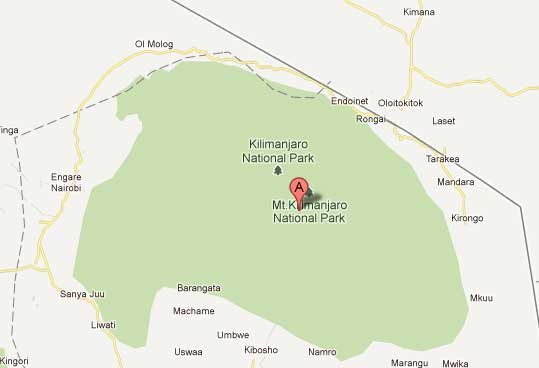 Kimana
Ol Molog
Endoinet
Oloitokitok
Rongai
Laset
Kilimanjaro
National Park
Tarakea
Engare
Nairobi
Mandara
A
Mt.Kilimanjaro
National Park
Kirongo
Sanya Juu
Barangata
Mkuu
Machame
Liwati
Umbwe
Uswaa
Kibosho
Namro
Kingori
Marangu
Mwika